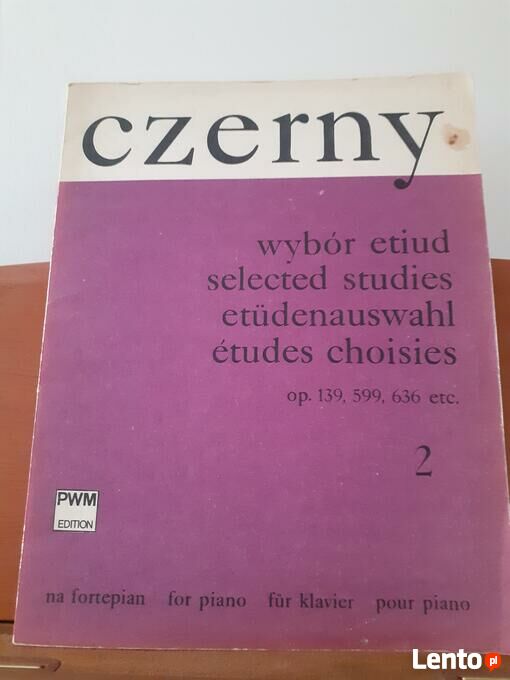 czerny
wybór etiud
selected studies
etüdenauswahl
études choisies
op. 139, 599, 636 etc.
2
PWM
EDITION
na fortepian for piano für klavier pour piano
Lento.pl